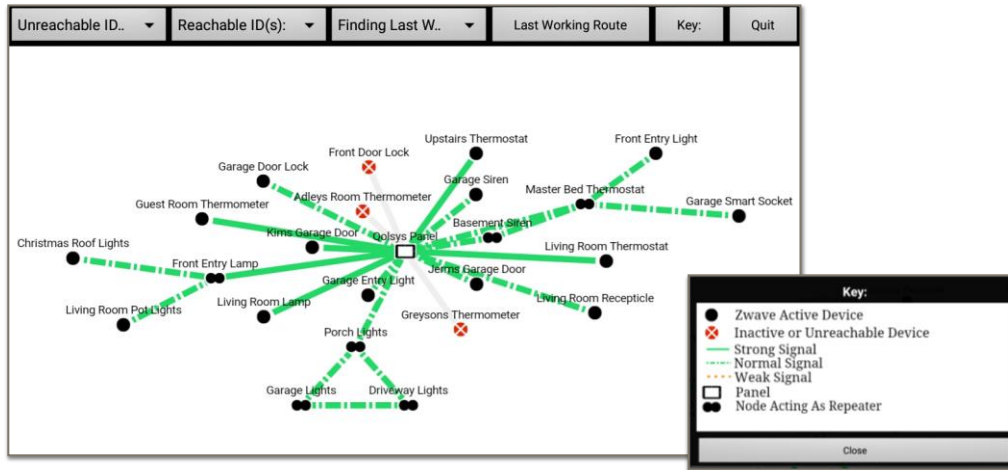 Unreachable ID..
Reachable ID(s):
Finding Last W..
Last Working Route
Key:
Quit
Upstairs Thermostat
Front Entry Light
Front Door Lock
Garage Door Lock
Garage Siren
Master Bed Thermostat
Adleys Room Thermometer
Guest Room Thermometer
Garage Smart Socket
Basement Siren
Kims Garage Door
Qolsys Panel
Christmas Roof Lights
Living Room Thermostat
Front Entry Lamp
Jerms Garage Door
Garage Entry Light
Living Room Pot Lights
Living Room Lamp
Living Room Recepticle
Greysons Thermometer
Porch Lights
Garage Lights
Driveway Lights
Key:
Zwave Active Device
Inactive or Unreachable Device
Strong Signal
Normal Signal
Weak Signal
Panel
Node Acting As Repeater
Close